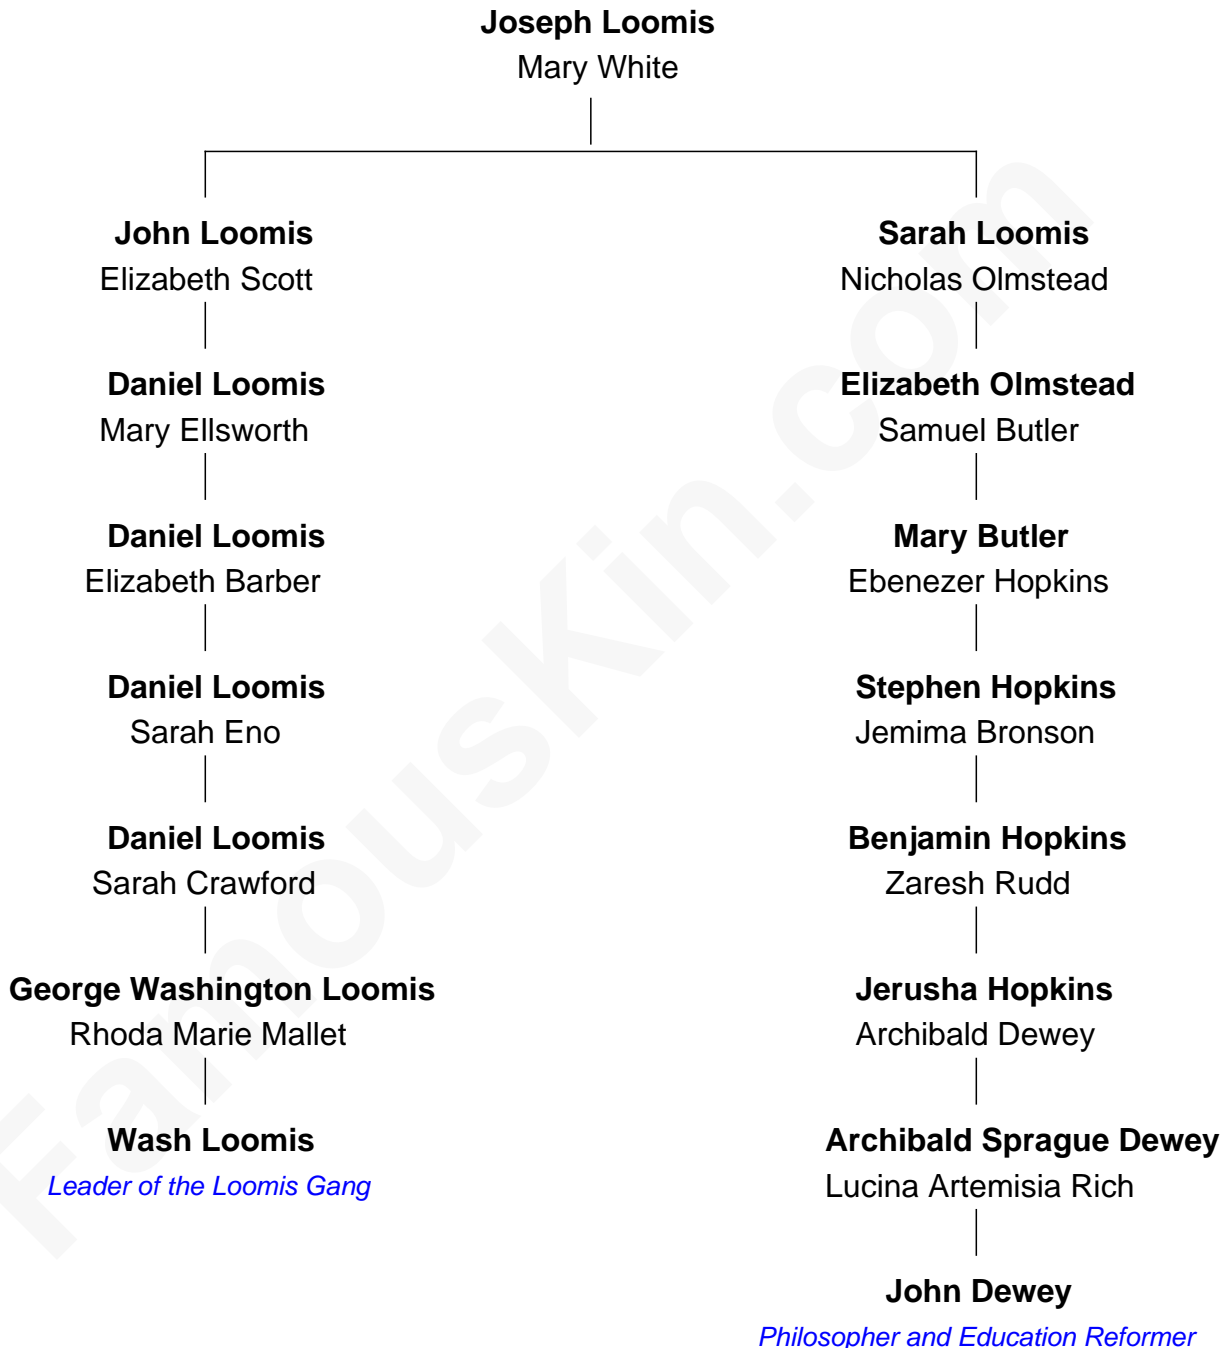 Joseph Loomis
Mary White
John Loomis
Elizabeth Scott
Daniel Loomis
Mary Ellsworth
Daniel Loomis
Elizabeth Barber
Daniel Loomis
Sarah Eno
Daniel Loomis
Sarah Crawford
George Washington Loomis
Rhoda Marie Mallet
Wash Loomis
Leader of the Loomis Gang
Sarah Loomis
Nicholas Olmstead
Elizabeth Olmstead
Samuel Butler
Mary Butler
Ebenezer Hopkins
Stephen Hopkins
Jemima Bronson
Benjamin Hopkins
Zaresh Rudd
Jerusha Hopkins
Archibald Dewey
Archibald Sprague Dewey
Lucina Artemisia Rich
John Dewey
Philosopher and Education Reformer
FamousKin.com